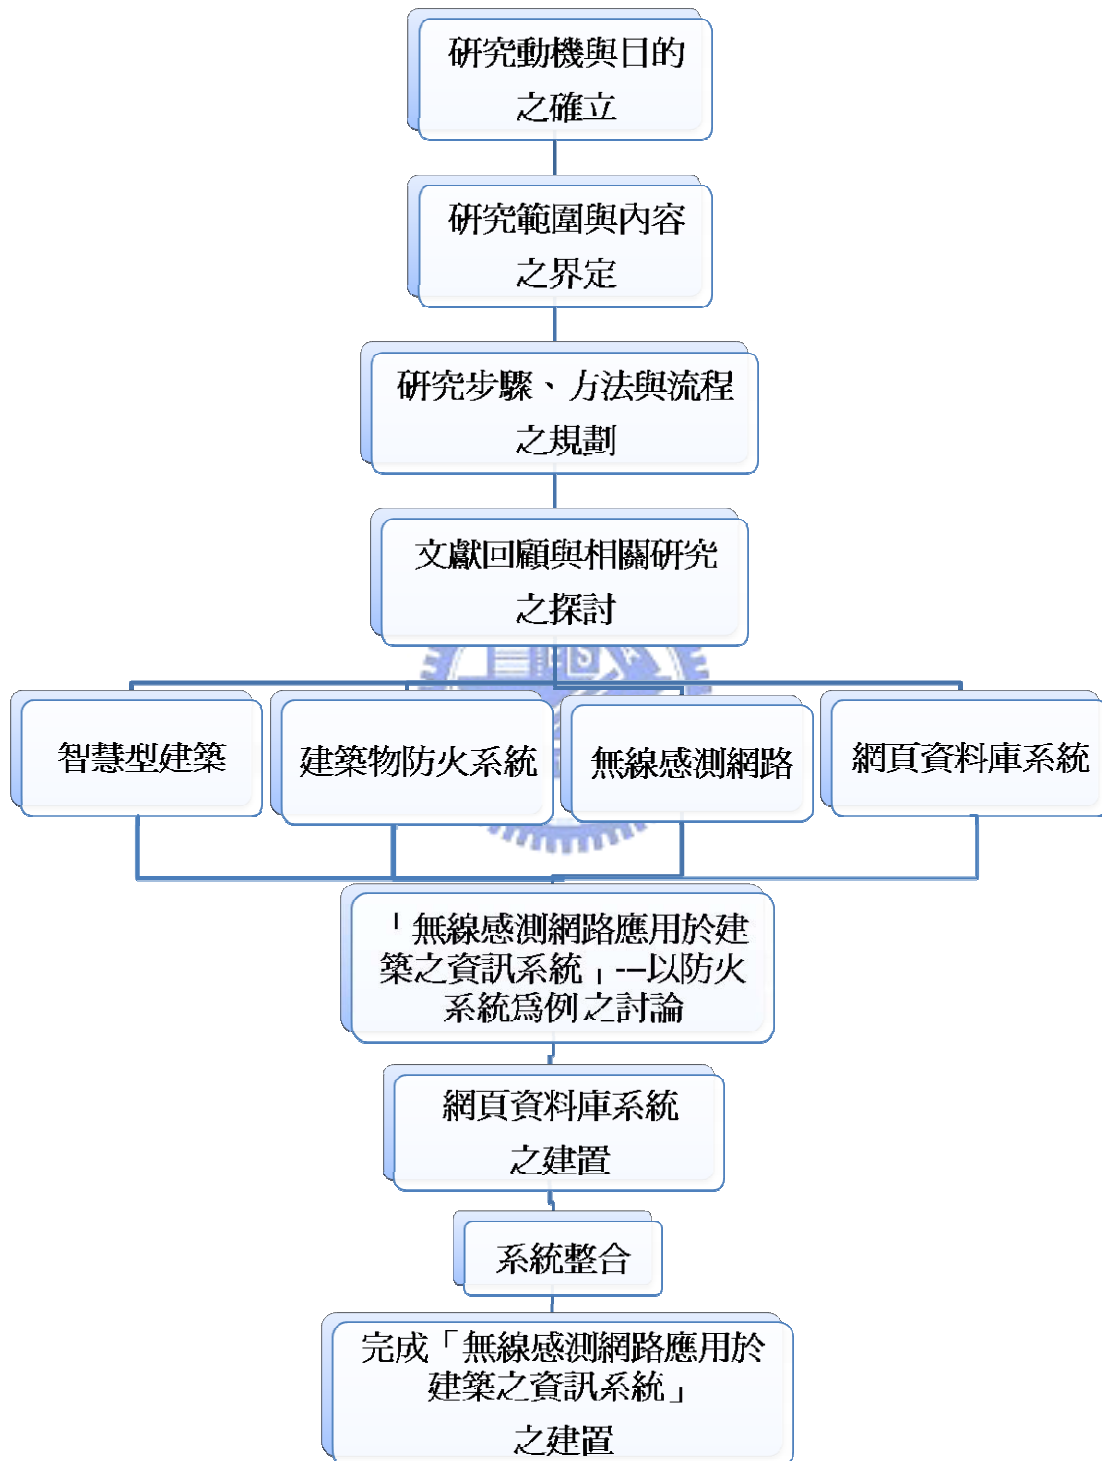 研究動機與目的
之確立
研究範圍與內容
之界定
研究步驟、方法與流程
之規劃
文獻回顧與相關研究
之探討
智慧型建築
建築物防火系統
無線感測網路
網頁資料庫系統
「無線感測網路應用於建
築之資訊系統」---以防火
系統為例之討論
網頁資料庫系統
之建置
系統整合
完成「無線感測網路應用於
建築之資訊系統」
之建置